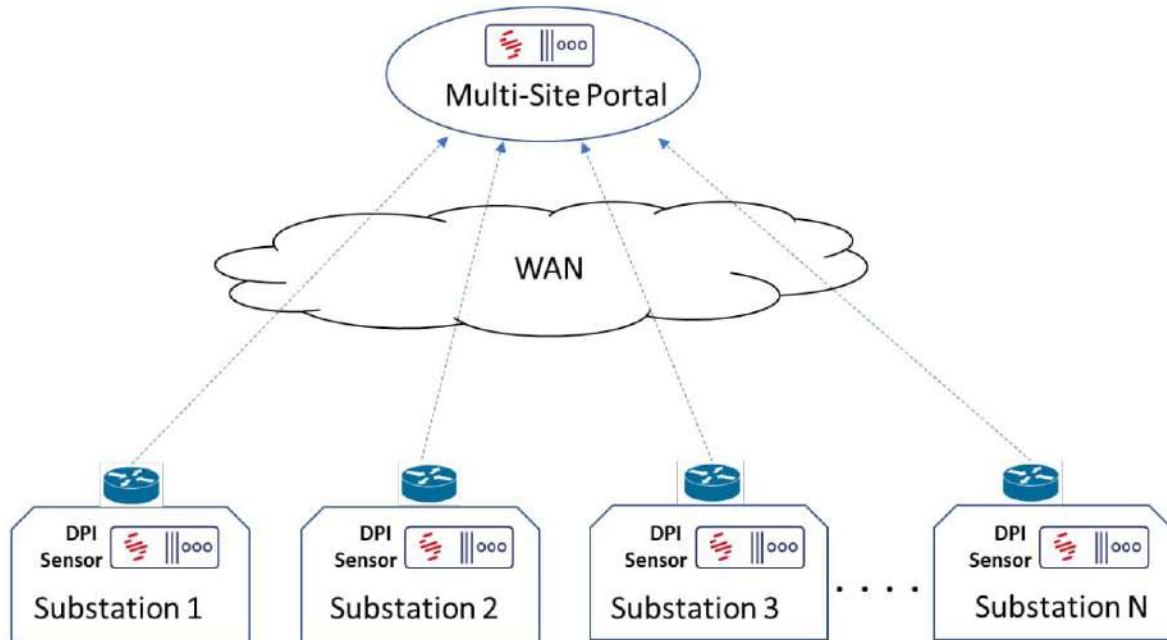 Multi-Site Portal
WAN
DPI
Sensor
Substation 1
DPI
Sensor
Substation 2
DPI
Sensor
Substation 3
. . . .
DPI
Sensor
Substation N